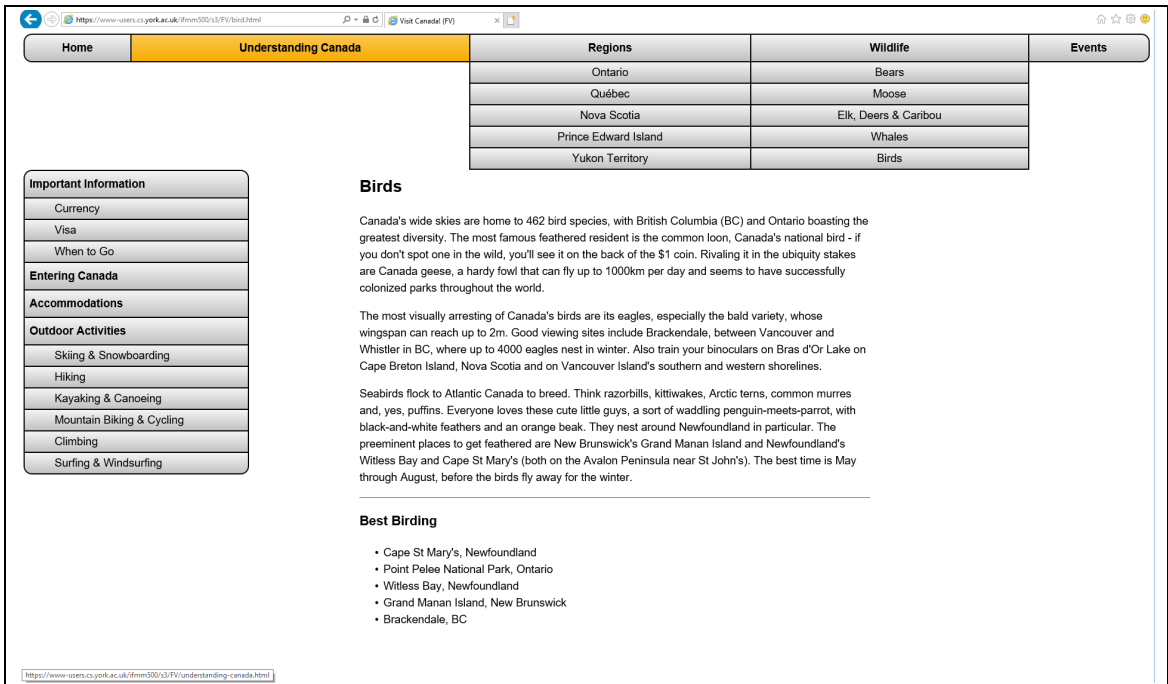 https://www-users.cs.york.ac.uk/ifmm500/s3/FV/bird.html
Visit Canada! (FV)
Home
Understanding Canada
Regions
Wildlife
Events
Ontario
Bears
Québec
Moose
Nova Scotia
Elk, Deers & Caribou
Prince Edward Island
Whales
Yukon Territory
Birds
Important Information
Currency
Visa
When to Go
Entering Canada
Accommodations
Outdoor Activities
Skiing & Snowboarding
Hiking
Kayaking & Canoeing
Mountain Biking & Cycling
Climbing
Surfing & Windsurfing
Birds
Canada's wide skies are home to 462 bird species, with British Columbia (BC) and Ontario boasting the
greatest diversity. The most famous feathered resident is the common loon, Canada's national bird - if
you don't spot one in the wild, you'll see it on the back of the $1 coin. Rivaling it in the ubiquity stakes
are Canada geese, a hardy fowl that can fly up to 1000km per day and seems to have successfully
colonized parks throughout the world.
The most visually arresting of Canada's birds are its eagles, especially the bald variety, whose
wingspan can reach up to 2m. Good viewing sites include Brackendale, between Vancouver and
Whistler in BC, where up to 4000 eagles nest in winter. Also train your binoculars on Bras d'Or Lake on
Cape Breton Island, Nova Scotia and on Vancouver Island's southern and western shorelines.
Seabirds flock to Atlantic Canada to breed. Think razorbills, kittiwakes, Arctic terns, common murres
and, yes, puffins. Everyone loves these cute little guys, a sort of waddling penguin-meets-parrot, with
black-and-white feathers and an orange beak. They nest around Newfoundland in particular. The
preeminent places to get feathered are New Brunswick's Grand Manan Island and Newfoundland's
Witless Bay and Cape St Mary's (both on the Avalon Peninsula near St John's). The best time is May
through August, before the birds fly away for the winter.
Best Birding
• Cape St Mary's, Newfoundland
• Point Pelee National Park, Ontario
• Witless Bay, Newfoundland
• Grand Manan Island, New Brunswick
• Brackendale, BC
https://www-users.cs.york.ac.uk/ifmm500/s3/FV/understanding-canada.html